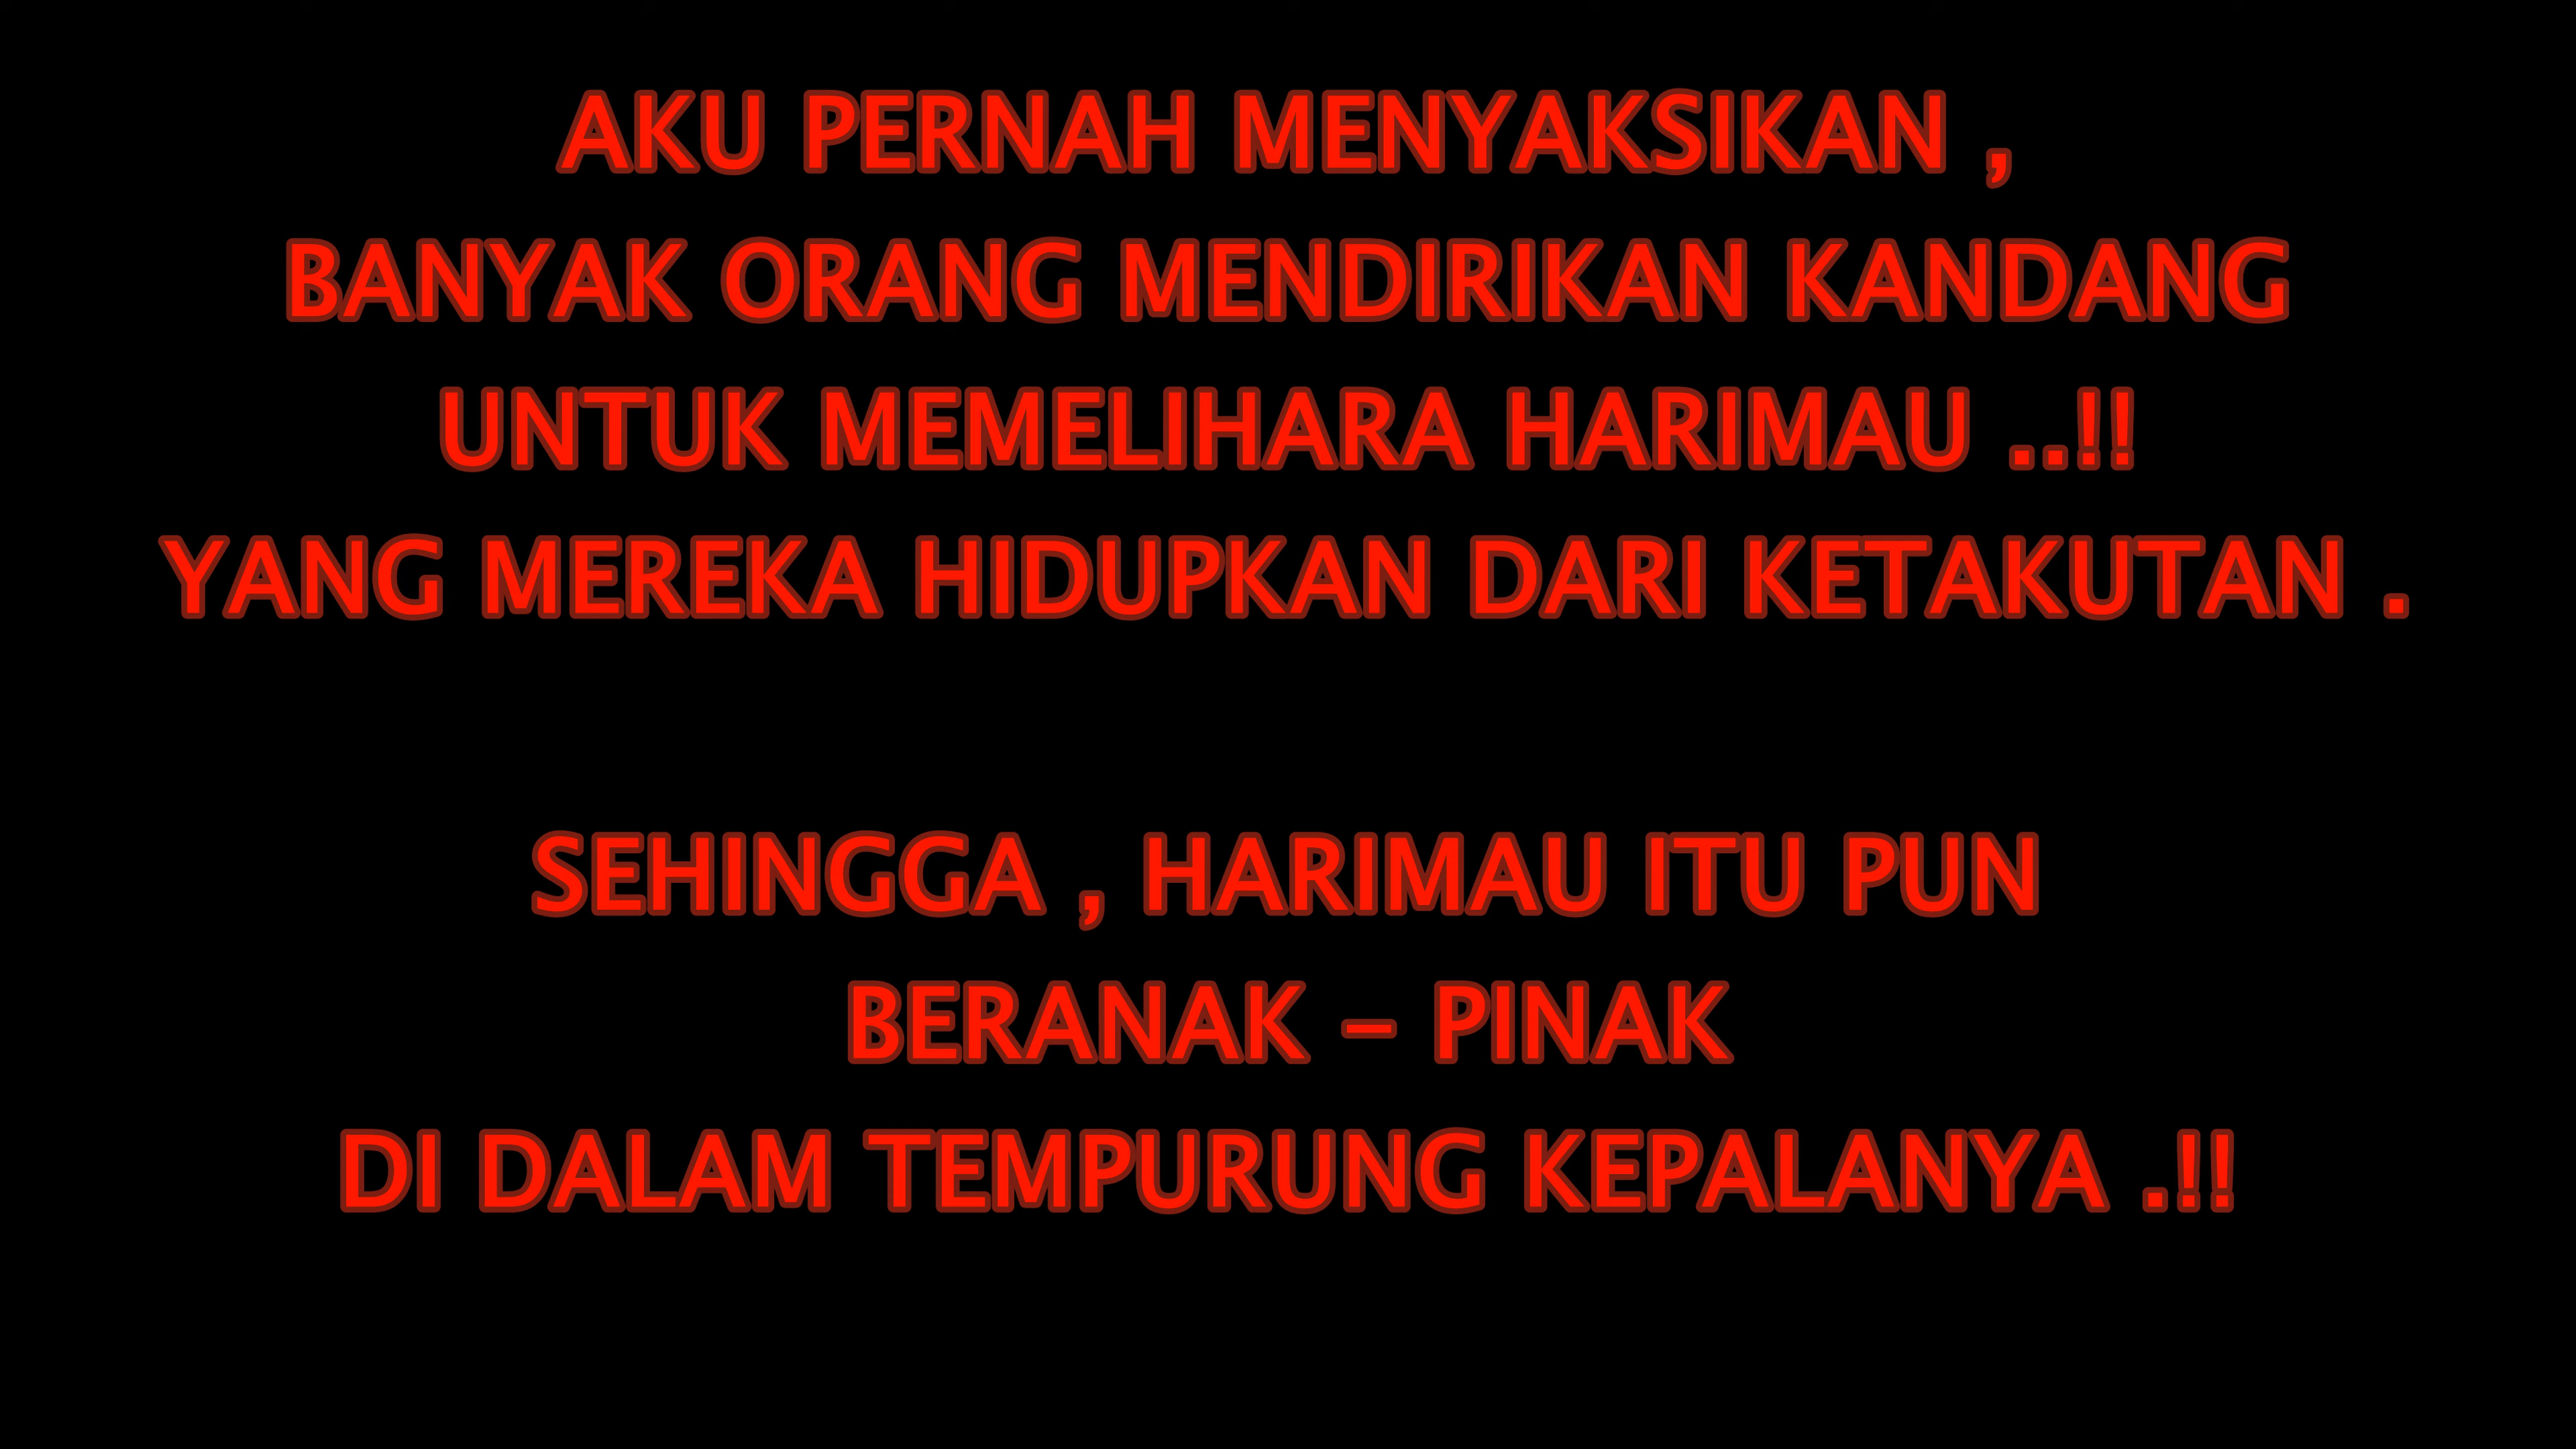 AKU PERNAH MENYAKSIKAN ,
BANYAK ORANG MENDIRIKAN KANDANG
UNTUK MEMELIHARA HARIMAU ..!!
YANG MEREKA HIDUPKAN DARI KETAKUTAN .
SEHINGGA , HARIMAU ITU PUN
BERANAK – PINAK
DI DALAM TEMPURUNG KEPALANYA .!!